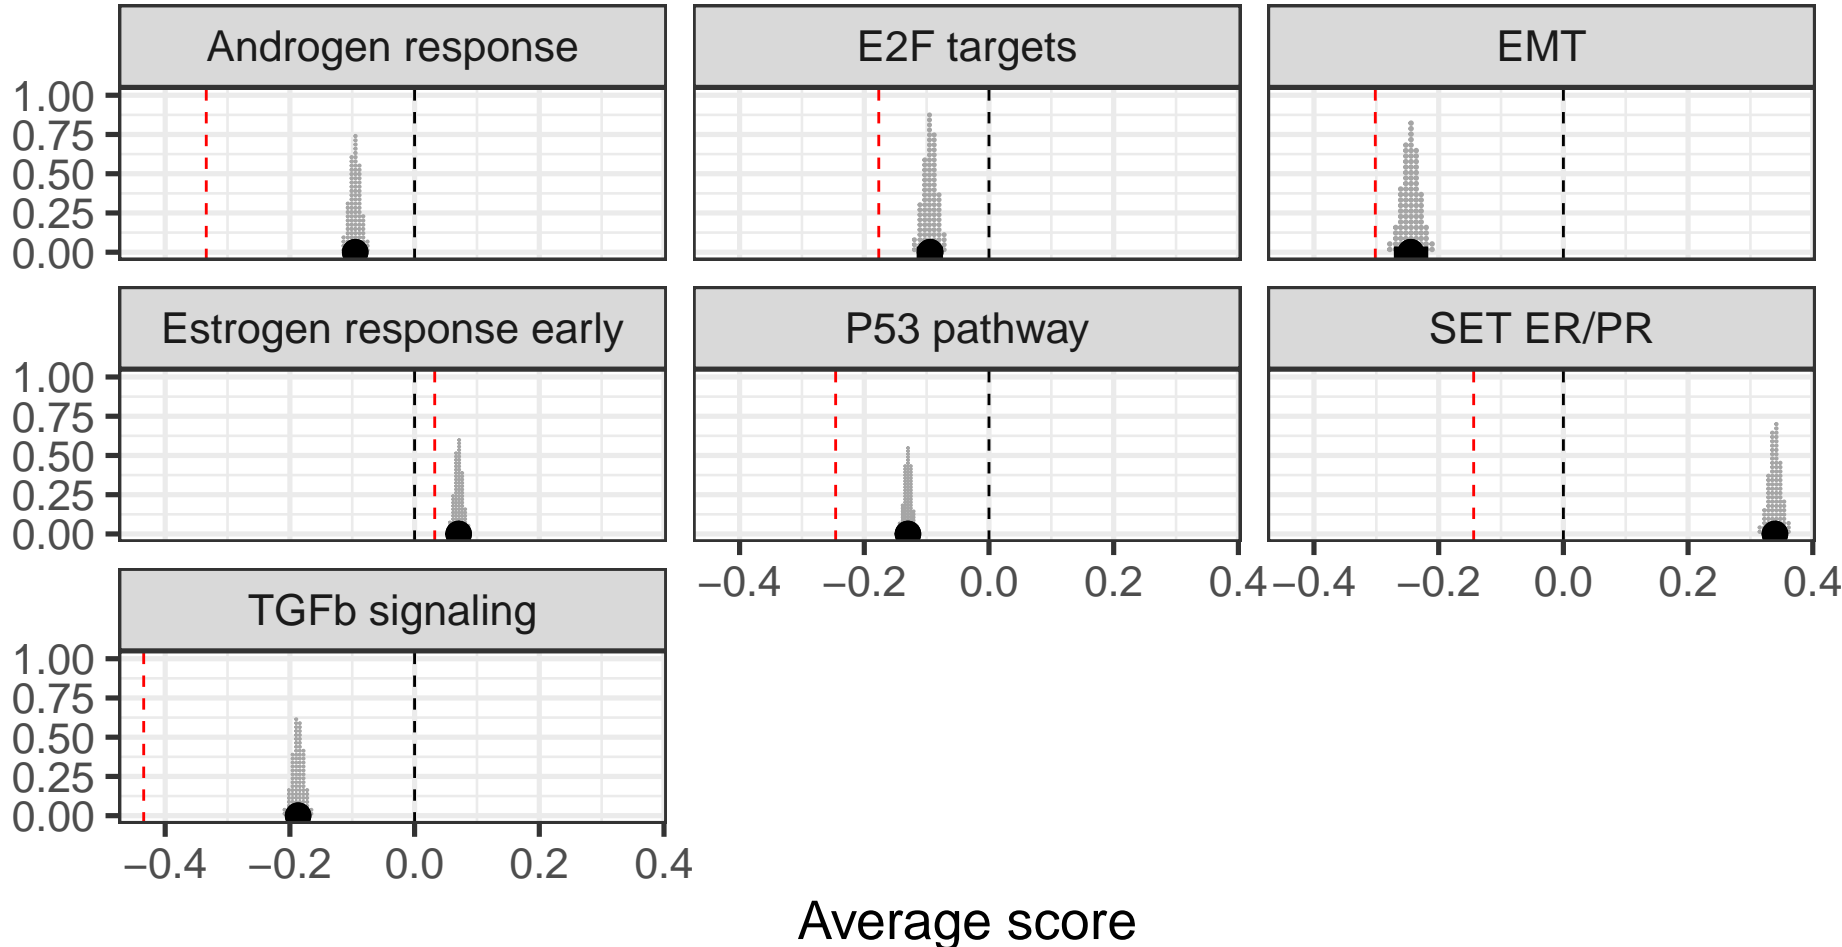 Androgen response E2F targets EMT
1.00
0.75
0.50
0.25
0.00
Estrogen response early P53 pathway SET ER/PR
1.00
0.75
0.50
0.25
0.00
−0.4 −0.2 0.0 0.2 0.4 −0.4 −0.2 0.0 0.2 0.4
TGFb signaling
1.00
0.75
0.50
0.25
0.00
−0.4 −0.2 0.0 0.2 0.4
Average score